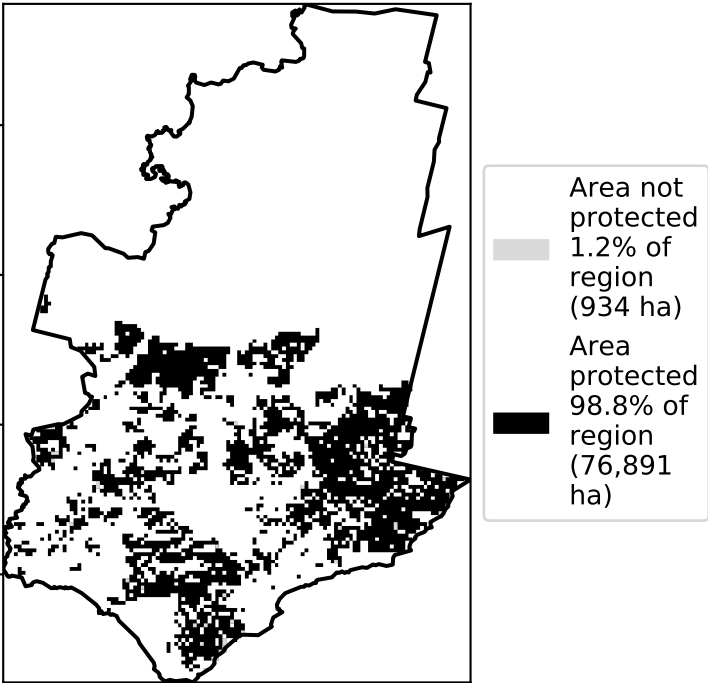 Area not
protected
1.2% of
region
(934 ha)
Area
protected
98.8% of
region
(76,891
ha)